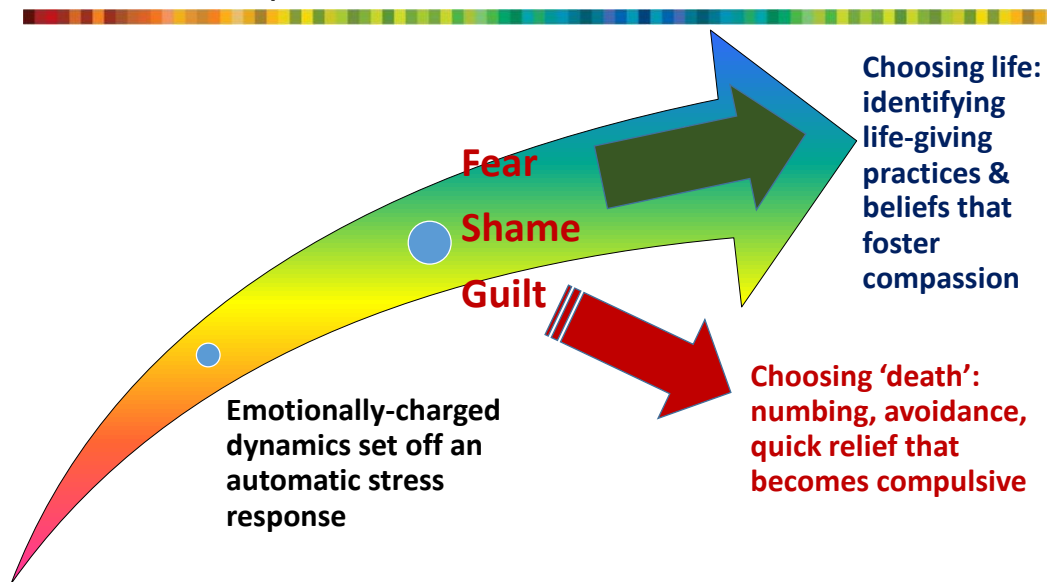 Fear
Shame
Guilt
Choosing life:
identifying
life-giving
practices &
beliefs that
foster
compassion
Emotionally-charged
dynamics set off an
automatic stress
response
Choosing ‘death’:
numbing, avoidance,
quick relief that
becomes compulsive